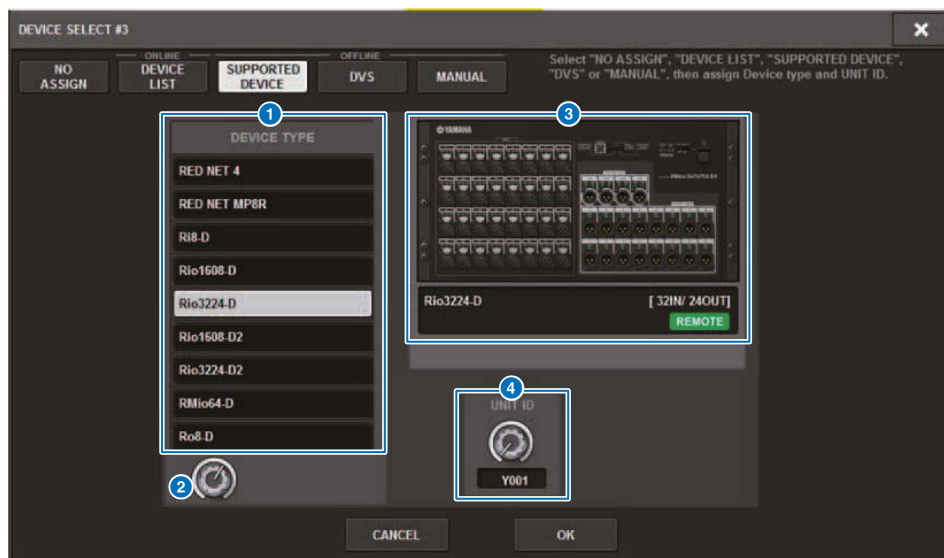 DEVICE SELECT #3
ONLINE
OFFLINE
NO ASSIGN
DEVICE LIST
SUPPORTED DEVICE
DVS
MANUAL
Select "NO ASSIGN", "DEVICE LIST", "SUPPORTED DEVICE",
"DVS" or "MANUAL", then assign Device type and UNIT ID.
1
DEVICE TYPE
RED NET 4
RED NET MP8R
Ri8-D
Rio1608-D
Rio3224-D
Rio1608-D2
Rio3224-D2
RMio64-D
Ro8-D
2
3
YAMAHA
Rio3224-D
[ 32IN/ 24OUT]
REMOTE
4
UNIT ID
Y001
CANCEL
OK